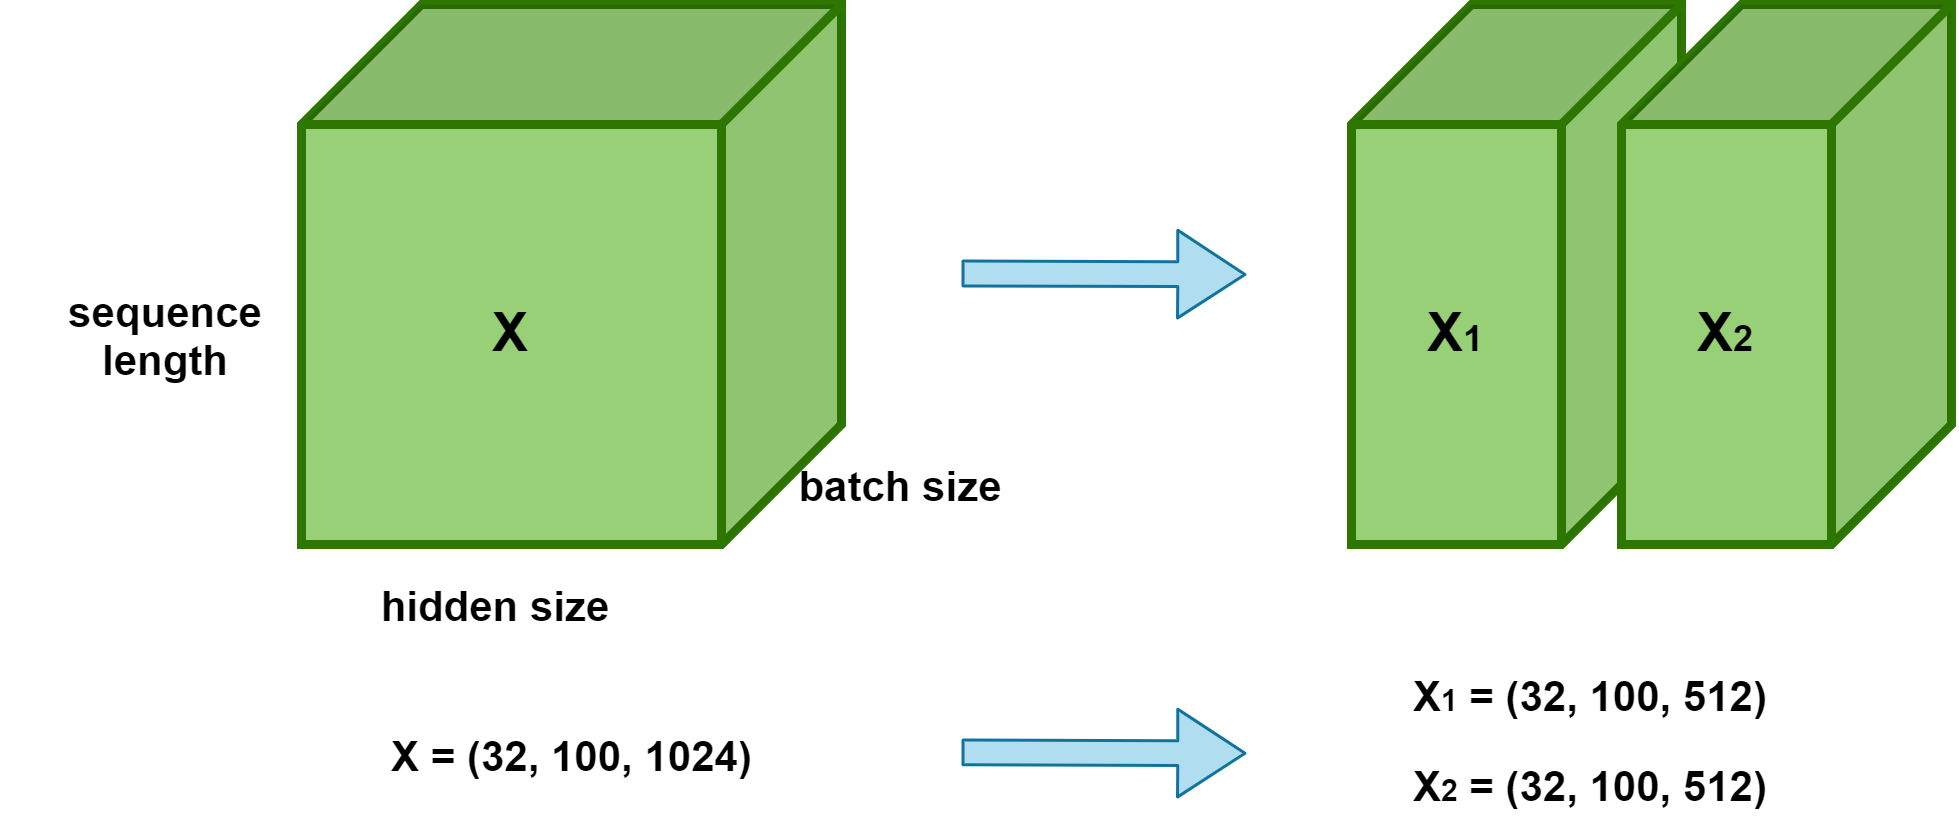 sequence
length
X
X1
X2
batch size
hidden size
X = (32, 100, 1024)
X1 = (32, 100, 512)
X2 = (32, 100, 512)